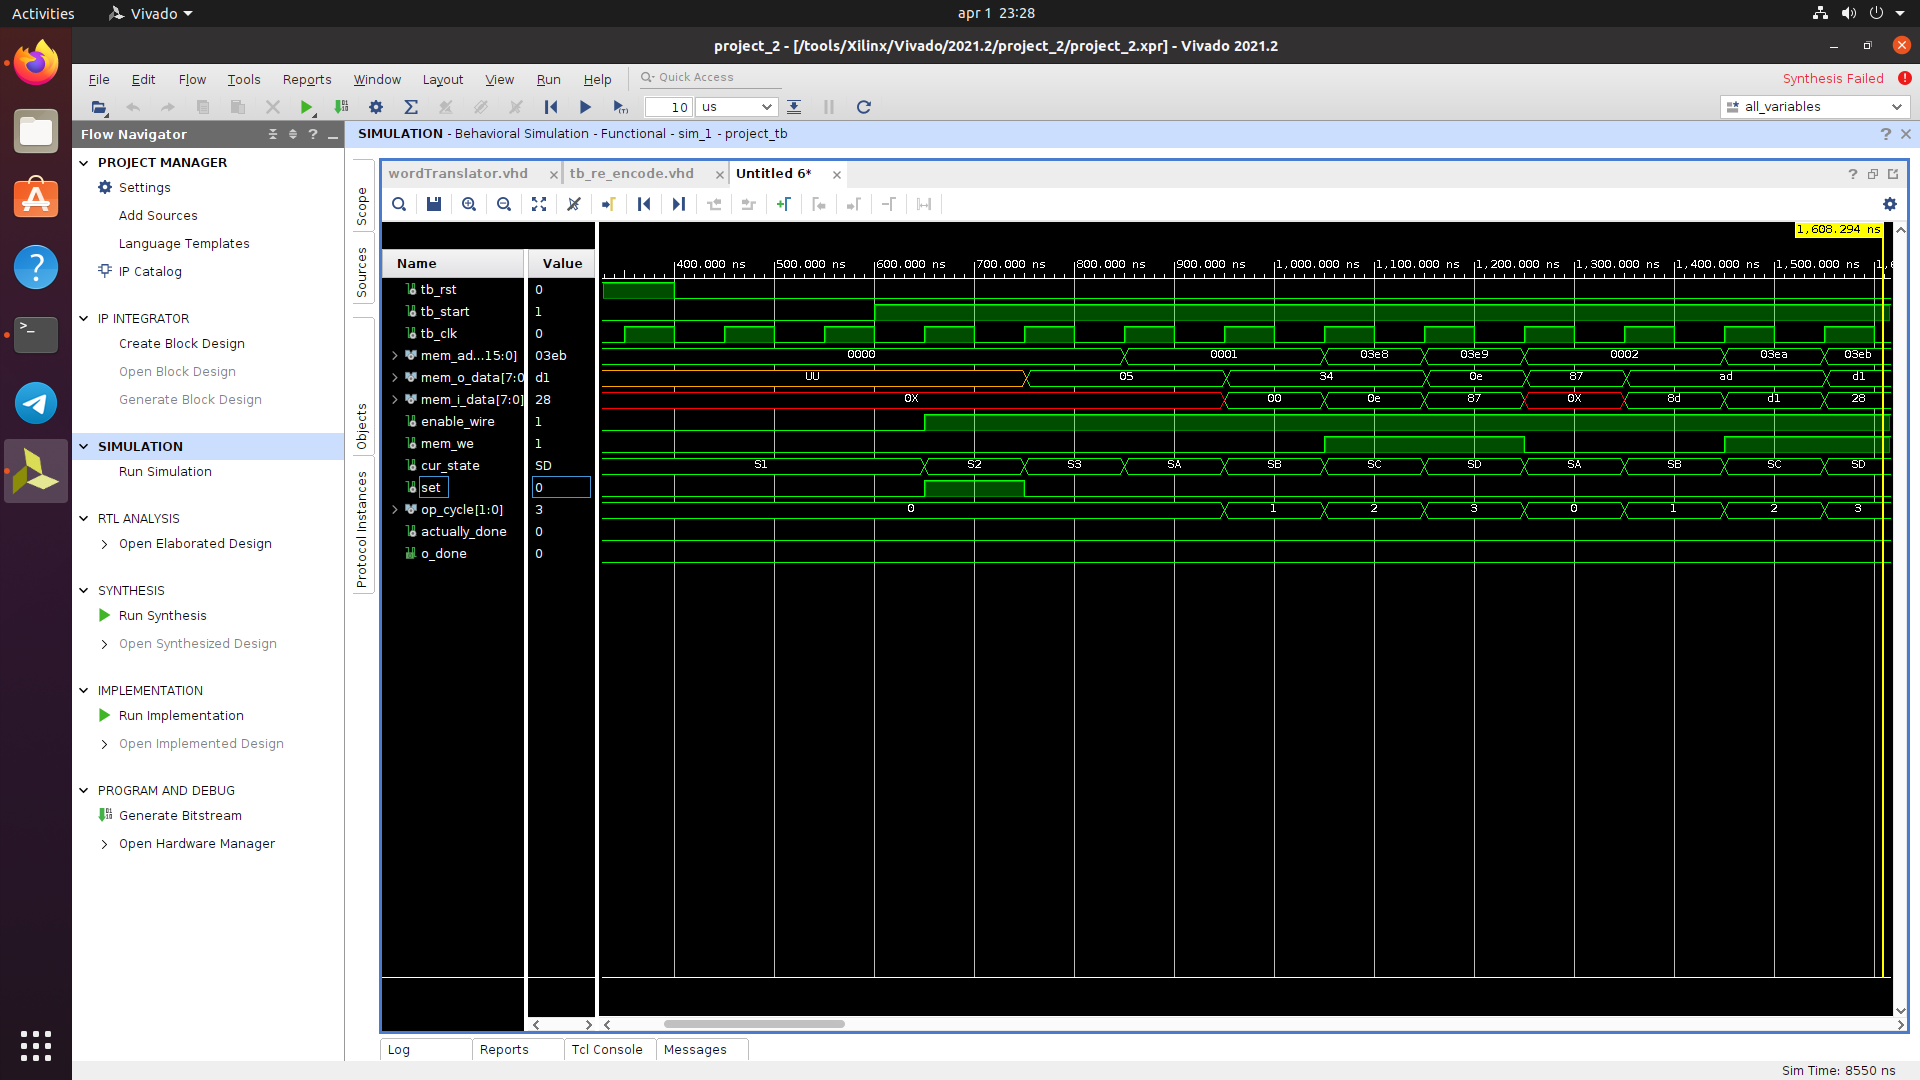 Activities Vivado apr 1 23:28
project_2 - [/tools/Xilinx/Vivado/2021.2/project_2/project_2.xpr] - Vivado 2021.2
File Edit Flow Tools Reports Window Layout View Run Help Quick Access Synthesis Failed
10 us all_variables
Flow Navigator
SIMULATION - Behavioral Simulation - Functional - sim_1 - project_tb
PROJECT MANAGER
Settings
Add Sources
Language Templates
IP Catalog
IP INTEGRATOR
Create Block Design
Open Block Design
Generate Block Design
SIMULATION
Run Simulation
RTL ANALYSIS
Open Elaborated Design
SYNTHESIS
Run Synthesis
Open Synthesized Design
IMPLEMENTATION
Run Implementation
Open Implemented Design
PROGRAM AND DEBUG
Generate Bitstream
Open Hardware Manager
Scope
Sources
Objects
Protocol Instances
wordTranslator.vhd tb_re_encode.vhd Untitled 6*
1,608.294 ns
Name Value 400.000 ns 500.000 ns 600.000 ns 700.000 ns 800.000 ns 900.000 ns 1,000.000 ns 1,100.000 ns 1,200.000 ns 1,300.000 ns 1,400.000 ns 1,500.000 ns
tb_rst 0
tb_start 1
tb_clk 0
mem_ad...15:0] 03eb 0000 0001 03e8 03e9 0002 03ea 03eb
mem_o_data[7:0 d1 UU 05 34 0e 87 ad d1
mem_i_data[7:0] 28 0X 00 0e 87 0X 8d d1 28
enable_wire 1
mem_we 1
cur_state SD S1 S2 S3 SA SB SC SD SA SB SC SD
set 0
op_cycle[1:0] 3 0 1 2 3 0 1 2 3
actually_done 0
o_done 0
Log Reports Tcl Console Messages
Sim Time: 8550 ns